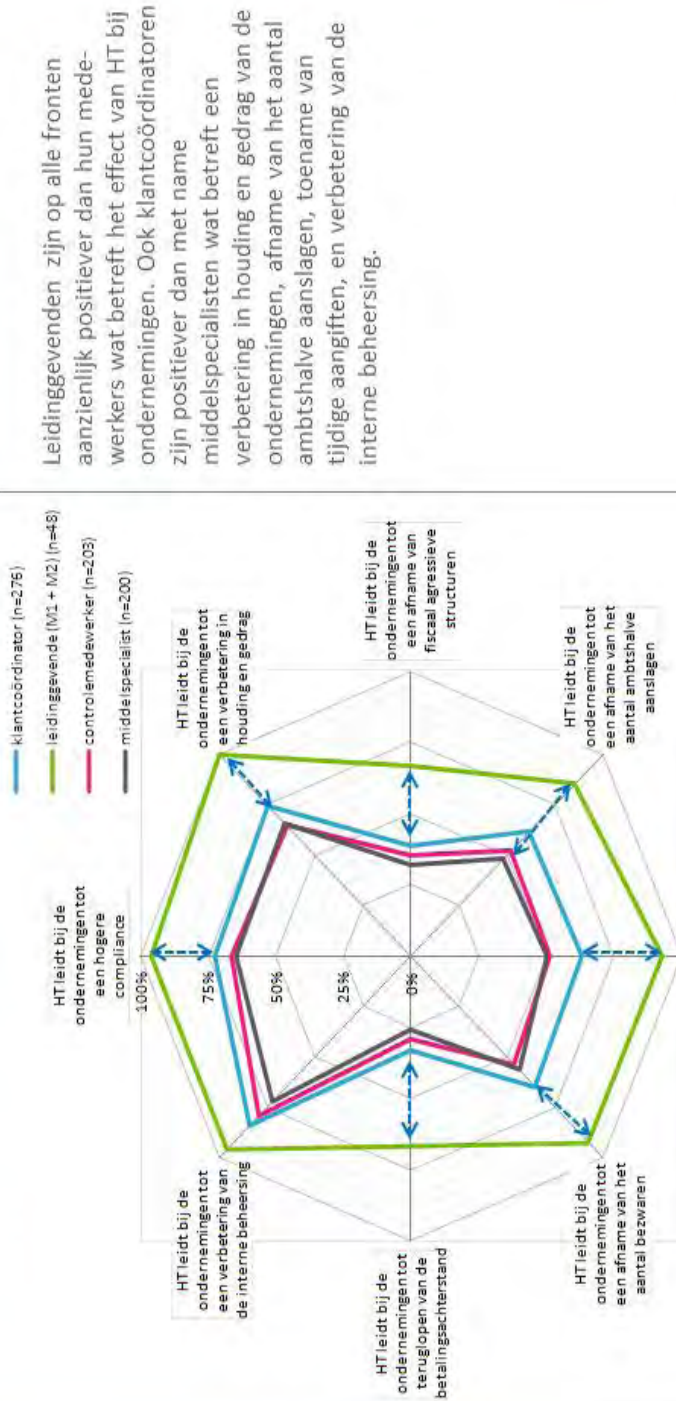 klantcoördinator (n=276)
leidinggevende (M1 + M2) (n=48)
controlemedewerker (n=203)
middelspecialist (n=200)
HT leidt bij de
ondernemingen tot
een hogere
compliance
100%
75%
50%
25%
0%
HT leidt bij de
ondernemingen tot
een verbetering in
houding en gedrag
HT leidt bij de
ondernemingen tot
een afname van
fiscaal agressieve
structuren
HT leidt bij de
ondernemingen tot
een afname van het
aantal ambtshalve
aanslagen
HT leidt bij de
ondernemingen tot
een afname van het
aantal bezwaren
HT leidt bij de
ondernemingen tot
teruglopen van de
betalingsachterstand
HT leidt bij de
ondernemingen tot
een verbetering van
de interne beheersing
Leidinggevenden zijn op alle fronten
aanzienlijk positiever dan hun mede-
werkers wat betreft het effect van HT bij
ondernemingen. Ook klantcoördinatoren
zijn positiever dan met name
middelspecialisten wat betreft een
verbetering in houding en gedrag van de
ondernemingen, afname van het aantal
ambtshalve aanslagen, toename van
tijdige aangiften, en verbetering van de
interne beheersing.